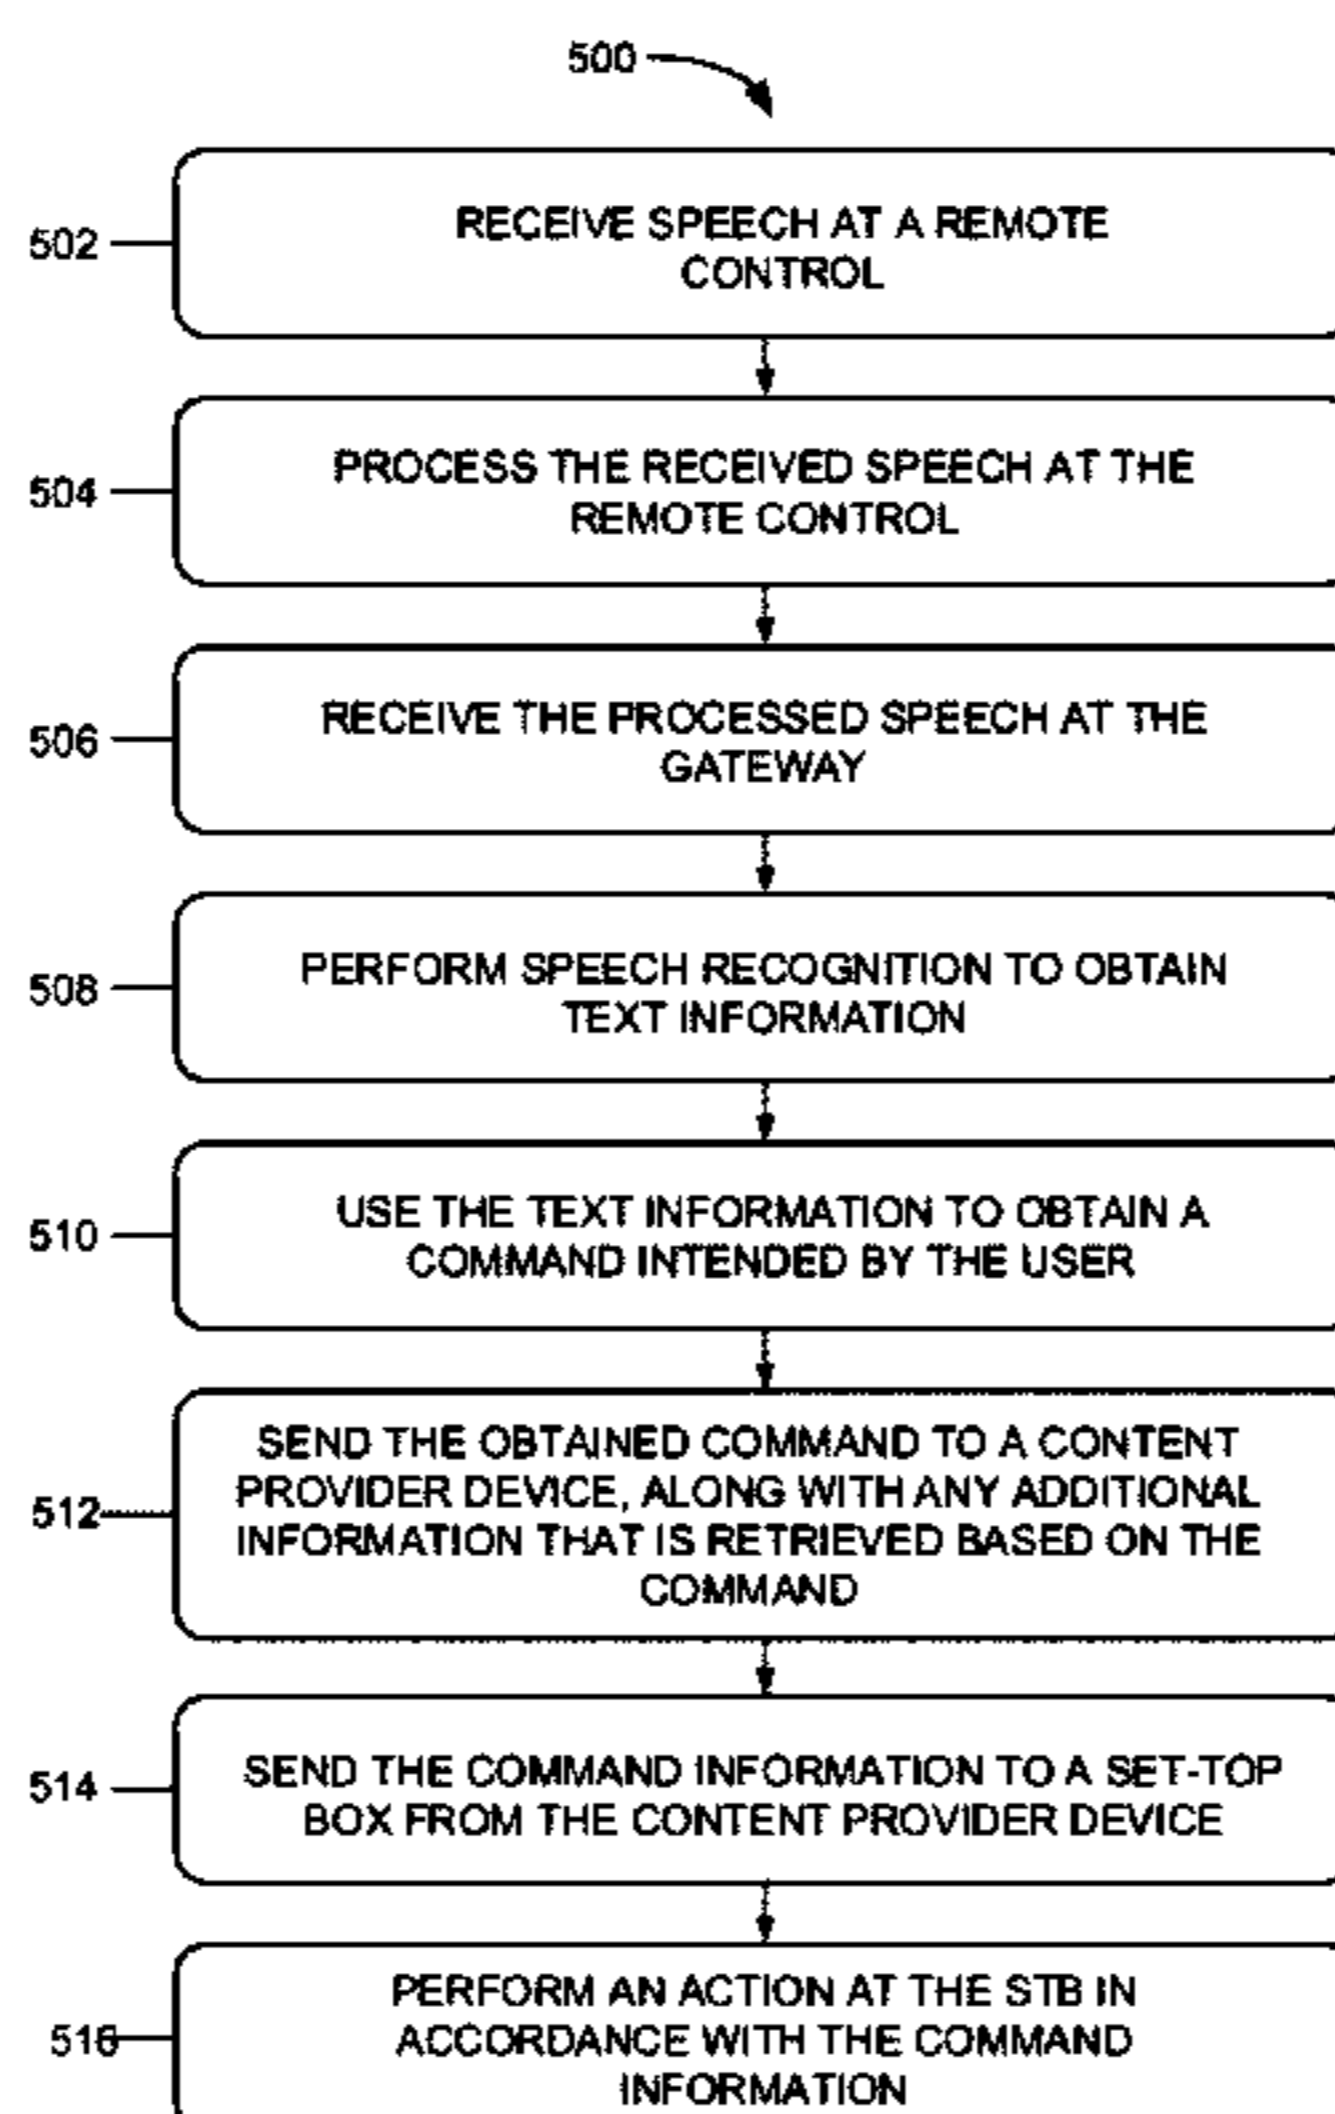 500
502
RECEIVE SPEECH AT A REMOTE
CONTROL
504
PROCESS THE RECEIVED SPEECH AT THE
REMOTE CONTROL
506
RECEIVE THE PROCESSED SPEECH AT THE
GATEWAY
508
PERFORM SPEECH RECOGNITION TO OBTAIN
TEXT INFORMATION
510
USE THE TEXT INFORMATION TO OBTAIN A
COMMAND INTENDED BY THE USER
512
SEND THE OBTAINED COMMAND TO A CONTENT
PROVIDER DEVICE, ALONG WITH ANY ADDITIONAL
INFORMATION THAT IS RETRIEVED BASED ON THE
COMMAND
514
SEND THE COMMAND INFORMATION TO A SET-TOP
BOX FROM THE CONTENT PROVIDER DEVICE
516
PERFORM AN ACTION AT THE STB IN
ACCORDANCE WITH THE COMMAND
INFORMATION